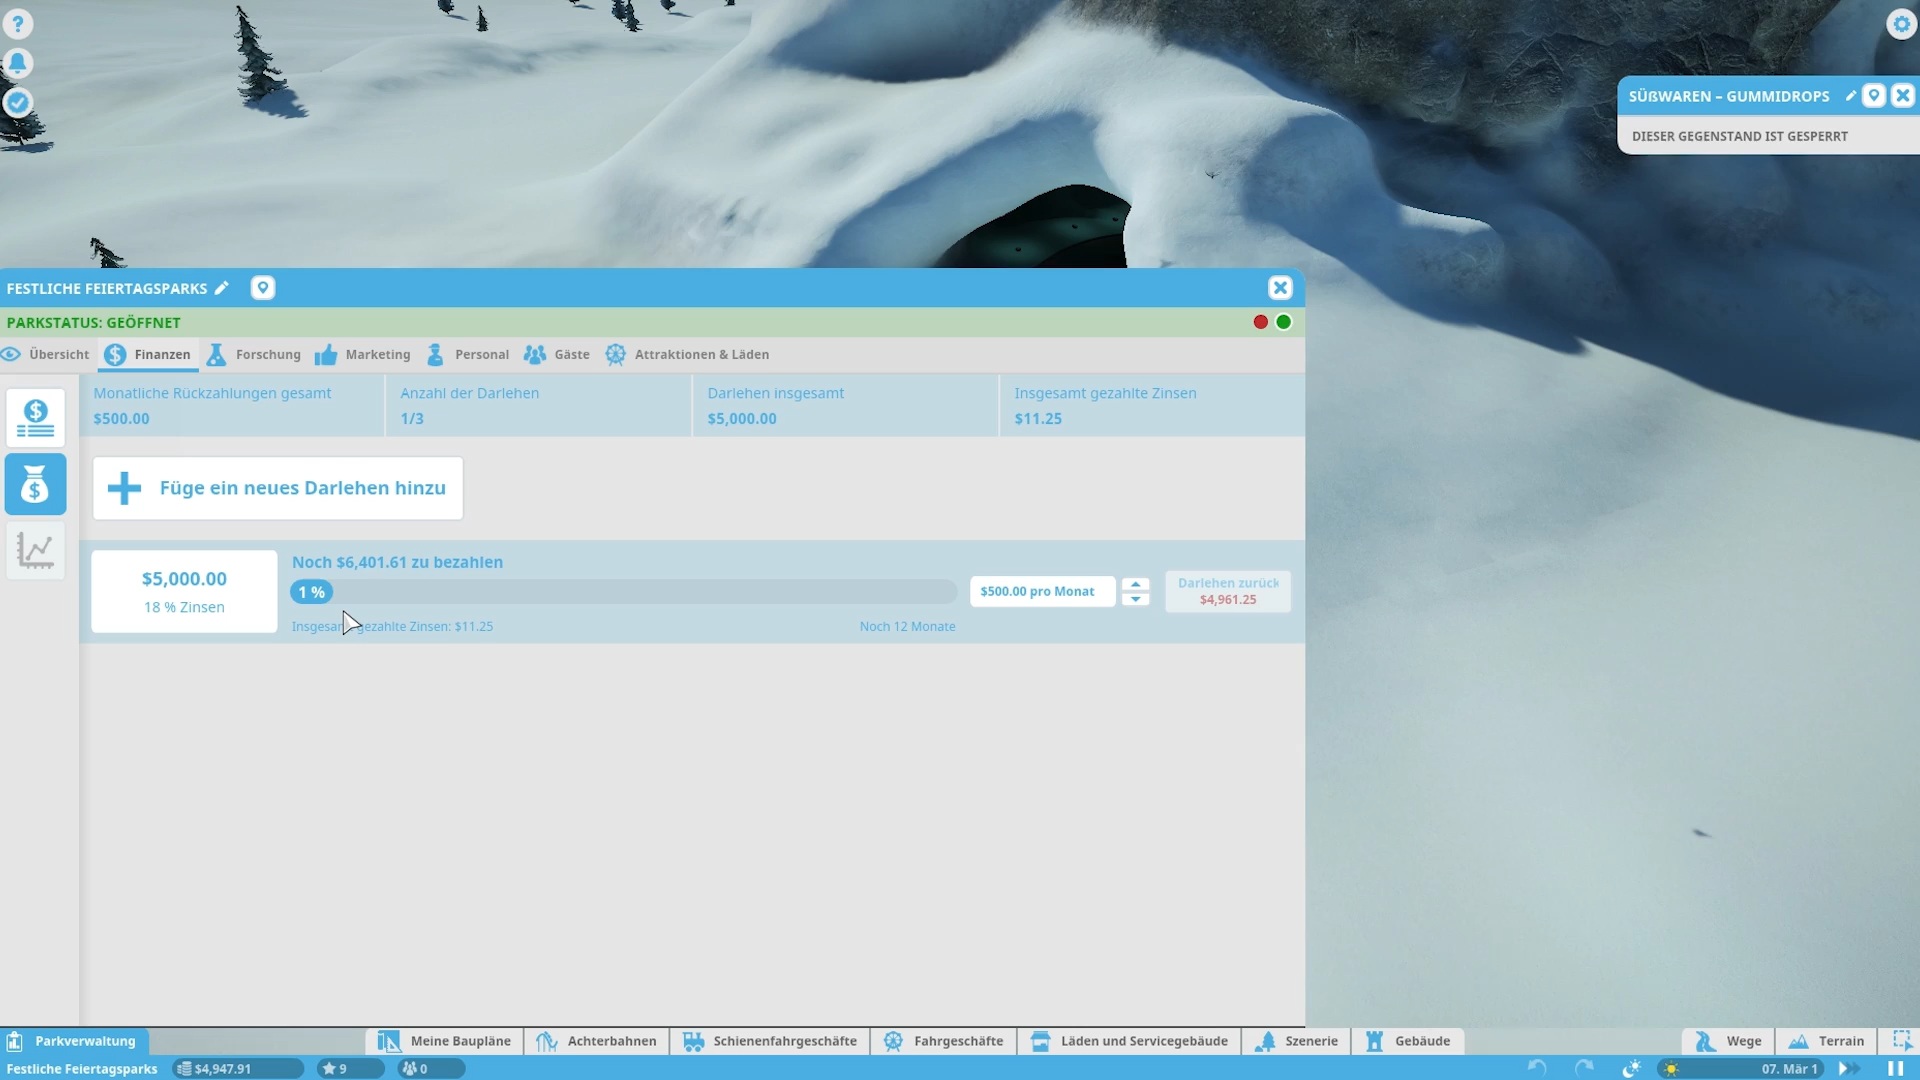 SÜßWAREN – GUMMIDROPS
DIESER GEGENSTAND IST GESPERRT
FESTLICHE FEIERTAGSPARKS
PARKSTATUS: GEÖFFNET
Übersicht Finanzen Forschung Marketing Personal Gäste Attraktionen & Läden
Monatliche Rückzahlungen gesamt Anzahl der Darlehen Darlehen insgesamt Insgesamt gezahlte Zinsen
$500.00 1/3 $5,000.00 $11.25
Füge ein neues Darlehen hinzu
Noch $6,401.61 zu bezahlen
$5,000.00
18 % Zinsen
1 %
$500.00 pro Monat
Darlehen zurück
$4,961.25
gezahlte Zinsen: $11.25
Noch 12 Monate
Parkverwaltung Meine Baupläne Achterbahnen Schienenfahrgeschäfte Fahrgeschäfte Läden und Servicegebäude Szenerie Gebäude Wege Terrain
Festliche Feiertagsparks $4,947.91 9 0 07. Mär 1